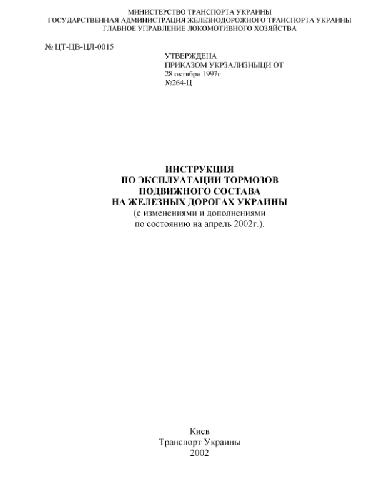 МИНИСТЕРСТВО ТРАНСПОРТА УКРАИНЫ
ГОСУДАРСТВЕННАЯ АДМИНИСТРАЦИЯ ЖЕЛЕЗНОДОРОЖНОГО ТРАНСПОРТА УКРАИНЫ
ГЛАВНОЕ УПРАВЛЕНИЕ ЛОКОМОТИВНОГО ХОЗЯЙСТВА
№ ЦТ-ЦВ-ЦЛ-0015
УТВЕРЖДЕНА
ПРИКАЗОМ УКРЗАЛИЗНЫЦИ ОТ
28 октября 1997г.
№264-Ц
ИНСТРУКЦИЯ
ПО ЭКСПЛУАТАЦИИ ТОРМОЗОВ
ПОДВИЖНОГО СОСТАВА
НА ЖЕЛЕЗНЫХ ДОРОГАХ УКРАИНЫ
(с изменениями и дополнениями
по состоянию на апрель 2002г.).
Киев
Транспорт Украины
2002